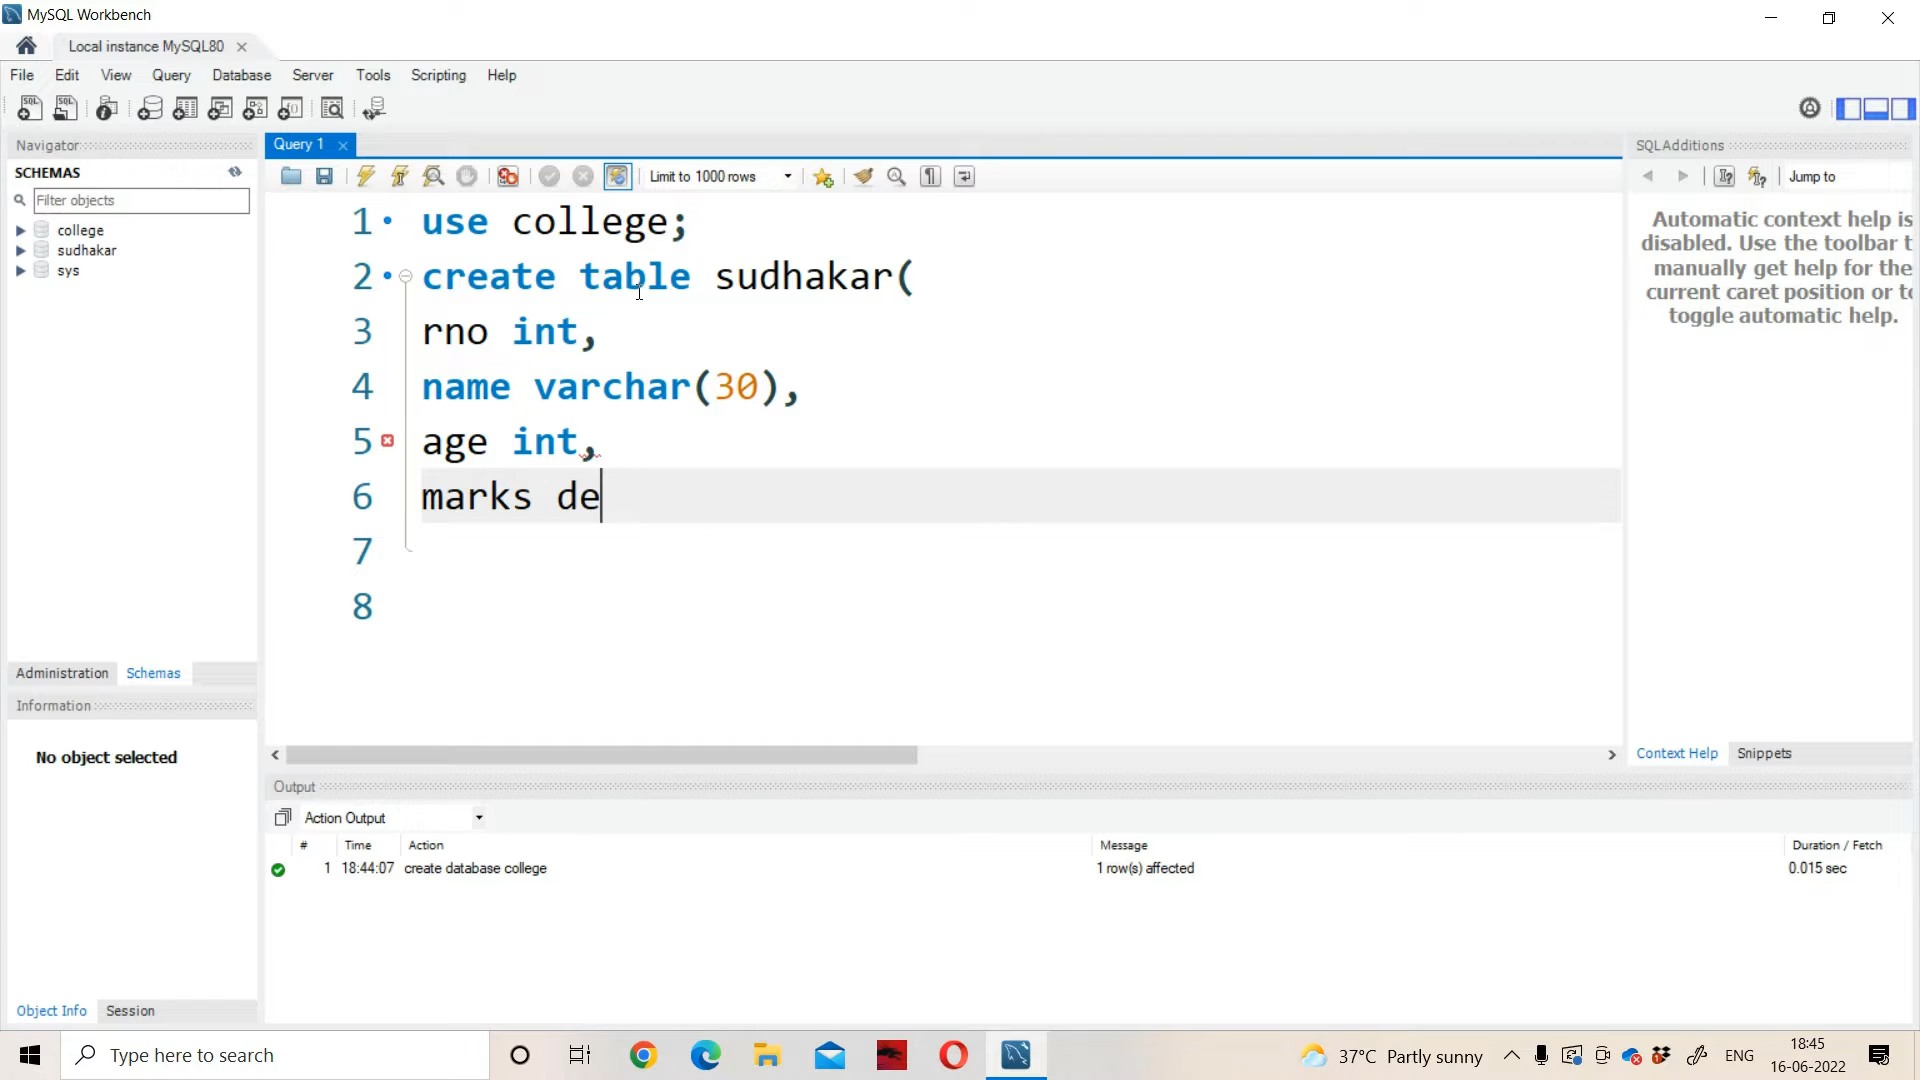 MySQL Workbench
Local instance MySQL80
File Edit View Query Database Server Tools Scripting Help
Navigator
SCHEMAS
Filter objects
college
sudhakar
sys
Administration Schemas
Information
No object selected
Object Info Session
Query 1
Limit to 1000 rows
1 use college;
2 create table sudhakar(
3 rno int,
4 name varchar(30),
5 age int,
6 marks de
7
8
SQLAdditions
Jump to
Automatic context help is
disabled. Use the toolbar t
manually get help for the
current caret position or to
toggle automatic help.
Context Help Snippets
Output
Action Output
# Time Action Message Duration / Fetch
1 18:44:07 create database college 1 row(s) affected 0.015 sec
Type here to search
37°C Partly sunny
ENG
18:45
16-06-2022